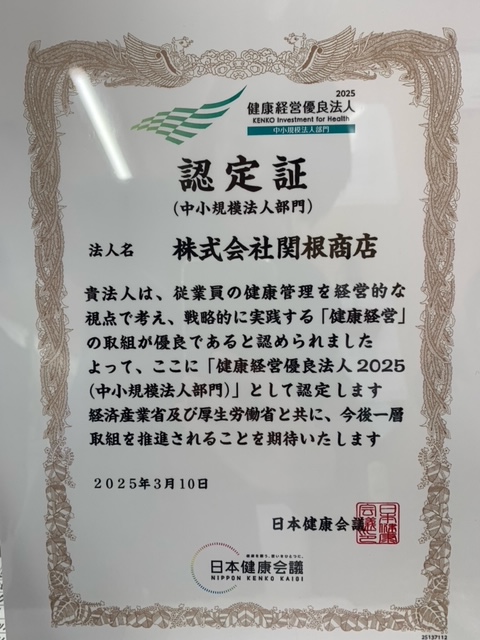 2025
健康経営優良法人
KENKO Investment for Health
中小規模法人部門
認定証
(中小規模法人部門)
法人名 株式会社関根商店
貴法人は、従業員の健康管理を経営的な
視点で考え、戦略的に実践する「健康経営」
の取組が優良であると認められました
よって、ここに「健康経営優良法人2025
(中小規模法人部門)」として認定します
経済産業省及び厚生労働省と共に、今後一層
取組を推進されることを期待いたします
2025年3月10日
日本健康会議
日本健康会議
NIPPON KENKO KAIGI
25137112